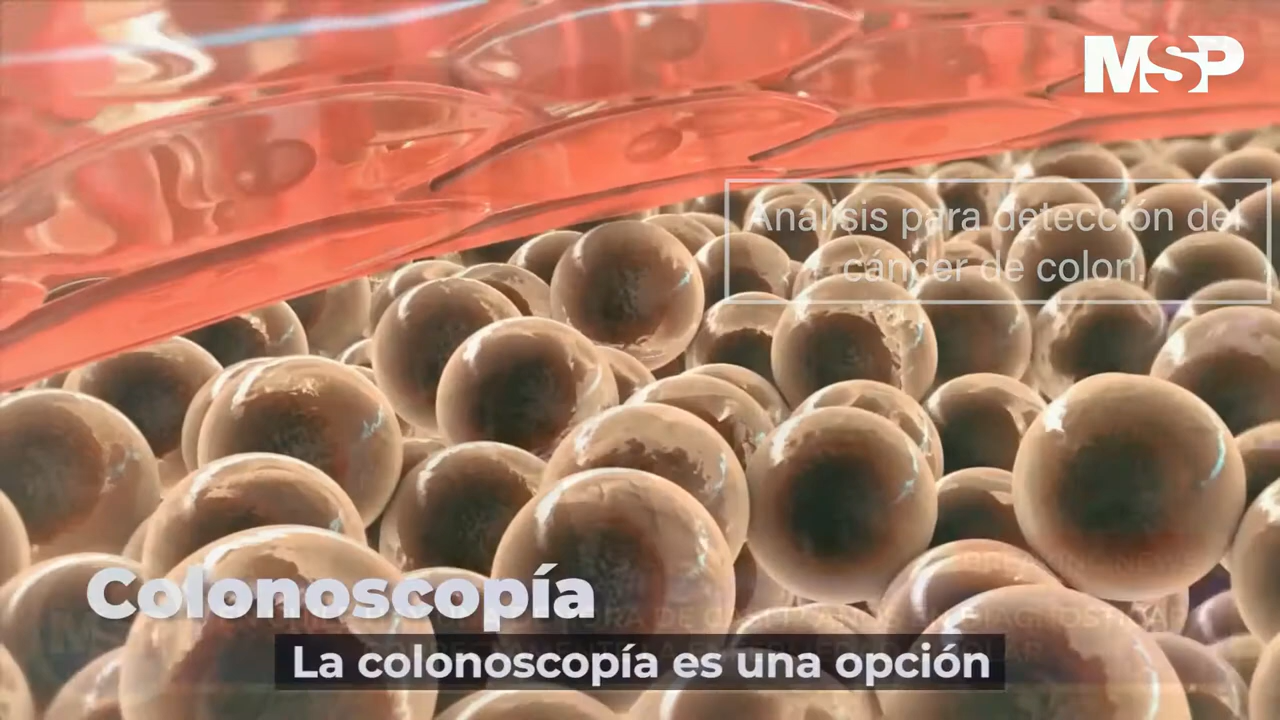 MSP
Análisis para detección del
cáncer de colon
Colonoscopía
La colonoscopía es una opción